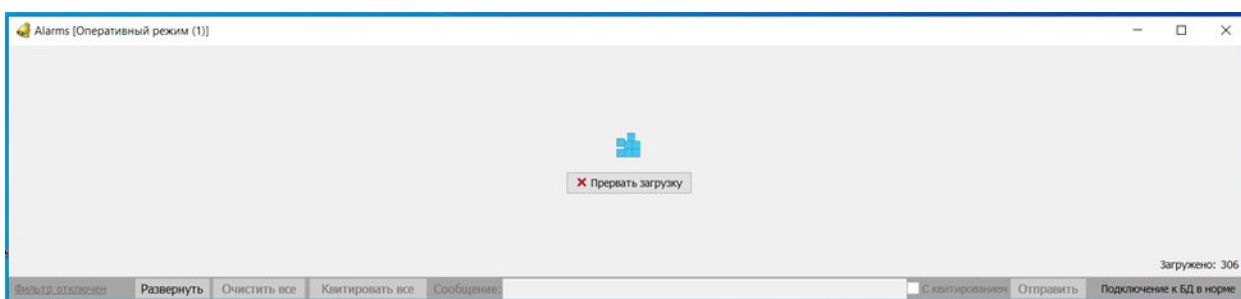 Alarms [Оперативный режим (1)]
Прервать загрузку
Загружено: 306
Фильтр отключен Развернуть Очистить все Квитировать все Сообщение: С квитированием Отправить Подключение к БД в норме